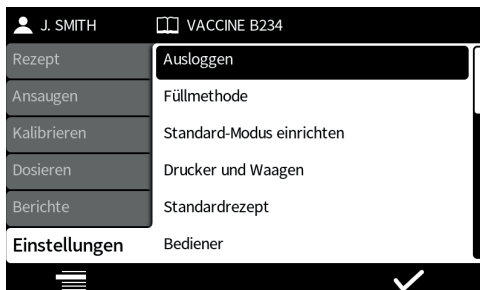 J. SMITH VACCINE B234
Rezept
Ansaugen
Kalibrieren
Dosieren
Berichte
Einstellungen
Ausloggen
Füllmethode
Standard-Modus einrichten
Drucker und Waagen
Standardrezept
Bediener